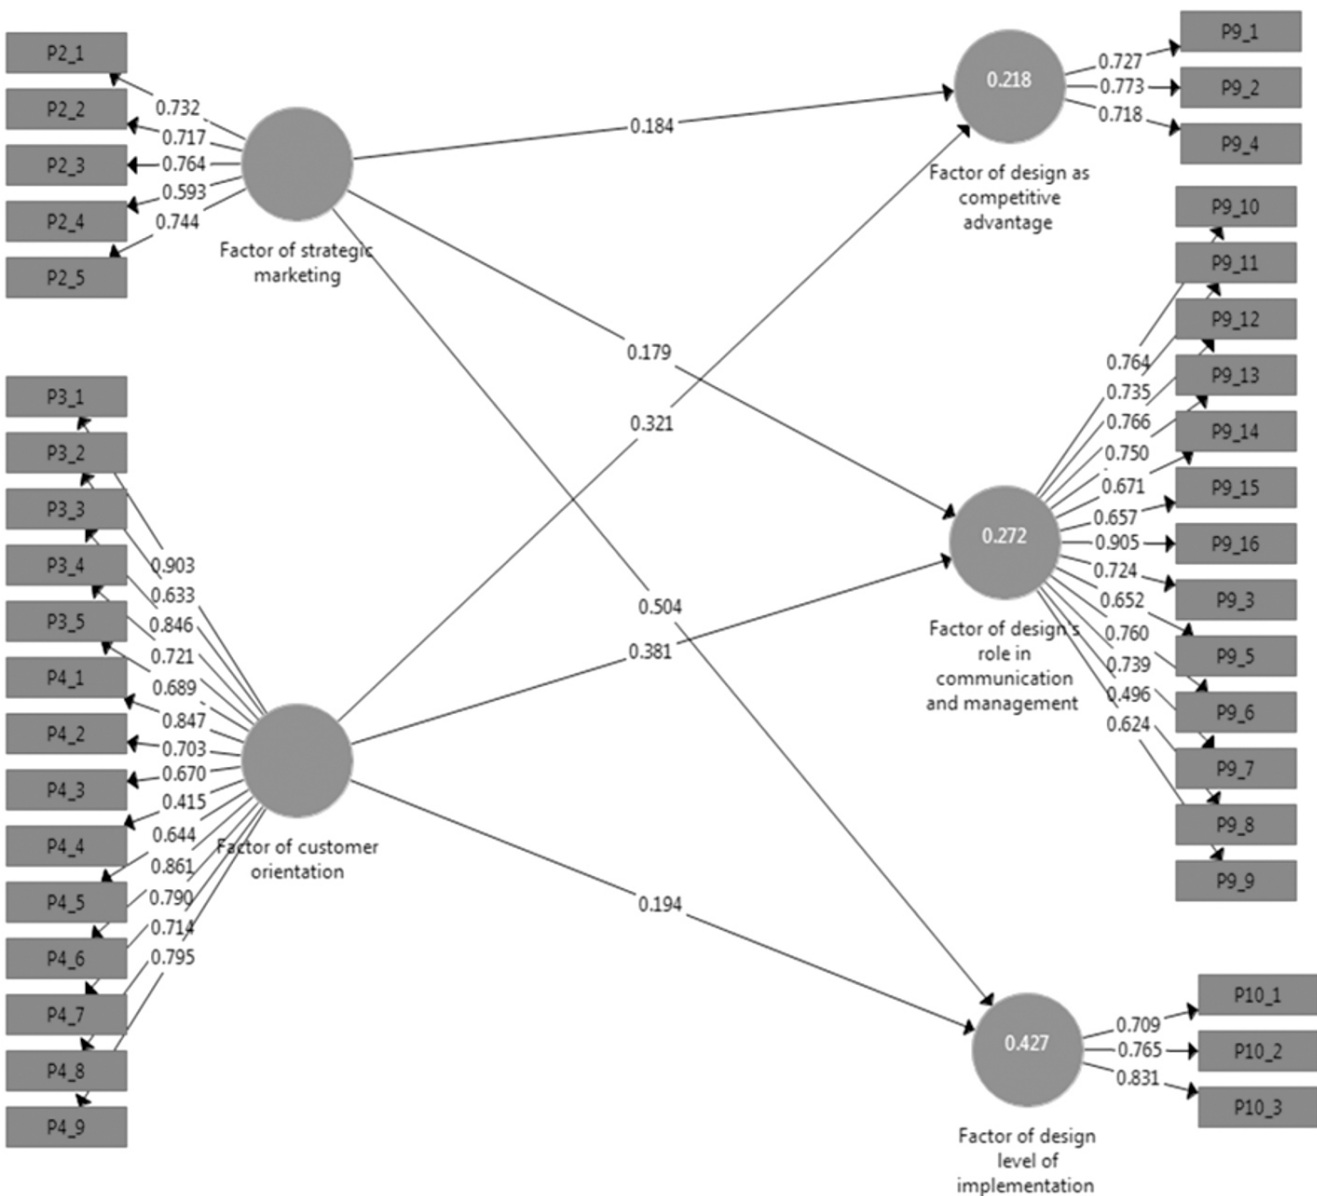 P2_1
P2_2
P2_3
P2_4
P2_5
0.732
0.717
0.764
0.593
0.744
Factor of strategic
marketing
P3_1
P3_2
P3_3
P3_4
P3_5
P4_1
P4_2
P4_3
P4_4
P4_5
P4_6
P4_7
P4_8
P4_9
0.903
0.633
0.846
0.721
0.689
0.847
0.703
0.670
0.415
0.644
0.861
0.790
0.714
0.795
Factor of customer
orientation
0.184
0.179
0.321
0.504
0.381
0.194
0.218
Factor of design as
competitive
advantage
0.727
0.773
0.718
P9_1
P9_2
P9_4
0.272
Factor of design's
role in
communication
and management
0.764
0.735
0.766
0.750
0.671
0.657
0.905
0.724
0.652
0.760
0.739
0.496
0.624
P9_10
P9_11
P9_12
P9_13
P9_14
P9_15
P9_16
P9_3
P9_5
P9_6
P9_7
P9_8
P9_9
0.427
Factor of design
level of
implementation
0.709
0.765
0.831
P10_1
P10_2
P10_3